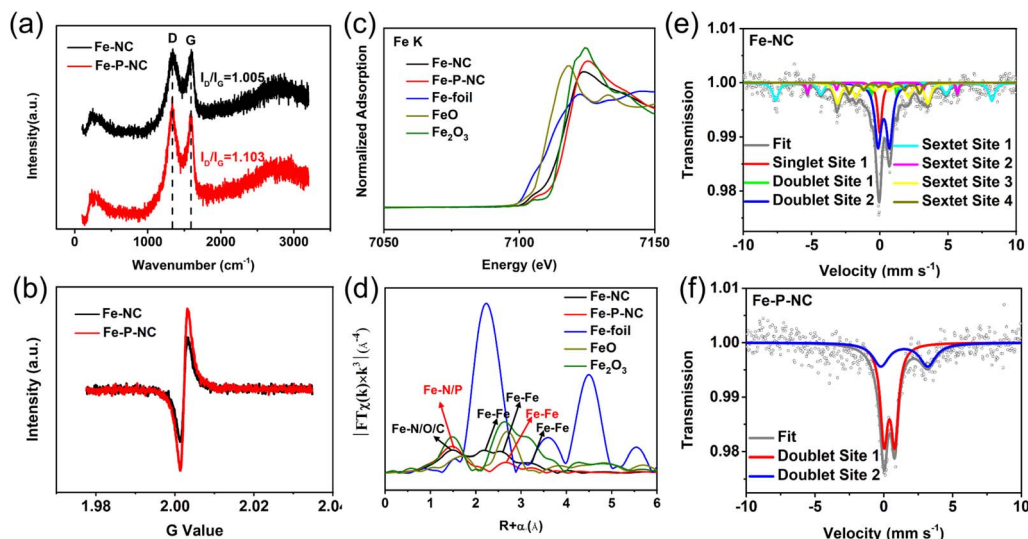 (a)
Fe-NC
Fe-P-NC
D
G
I_D/I_G=1.005
I_D/I_G=1.103
Intensity(a.u.)
0
1000
2000
3000
Wavenumber (cm⁻¹)
(b)
Fe-NC
Fe-P-NC
Intensity (a.u.)
1.98
2.00
2.02
2.04
G Value
(c)
Fe K
Fe-NC
Fe-P-NC
Fe-foil
FeO
Fe₂O₃
Normalized Adsorption
7050
7100
7150
Energy (eV)
(d)
Fe-NC
Fe-P-NC
Fe-foil
FeO
Fe₂O₃
Fe-N/P
Fe-N/O/C
Fe-Fe
Fe-Fe
Fe-Fe
Fe-Fe
|FTχ(k)×k³|(Å⁻⁴)
0
1
2
3
4
5
6
R+α(Å)
(e)
Fe-NC
1.01
1.00
0.99
0.98
Transmission
Fit
Singlet Site 1
Doublet Site 1
Doublet Site 2
Sextet Site 1
Sextet Site 2
Sextet Site 3
Sextet Site 4
-10
-5
0
5
10
Velocity (mm s⁻¹)
(f)
Fe-P-NC
1.01
1.00
0.99
0.98
Transmission
Fit
Doublet Site 1
Doublet Site 2
-10
-5
0
5
10
Velocity (mm s⁻¹)